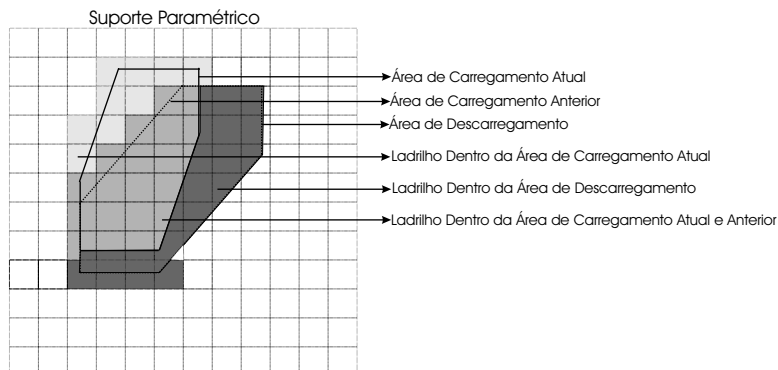 Suporte Paramétrico
Área de Carregamento Atual
Área de Carregamento Anterior
Área de Descarregamento
Ladrilho Dentro da Área de Carregamento Atual
Ladrilho Dentro da Área de Descarregamento
Ladrilho Dentro da Área de Carregamento Atual e Anterior